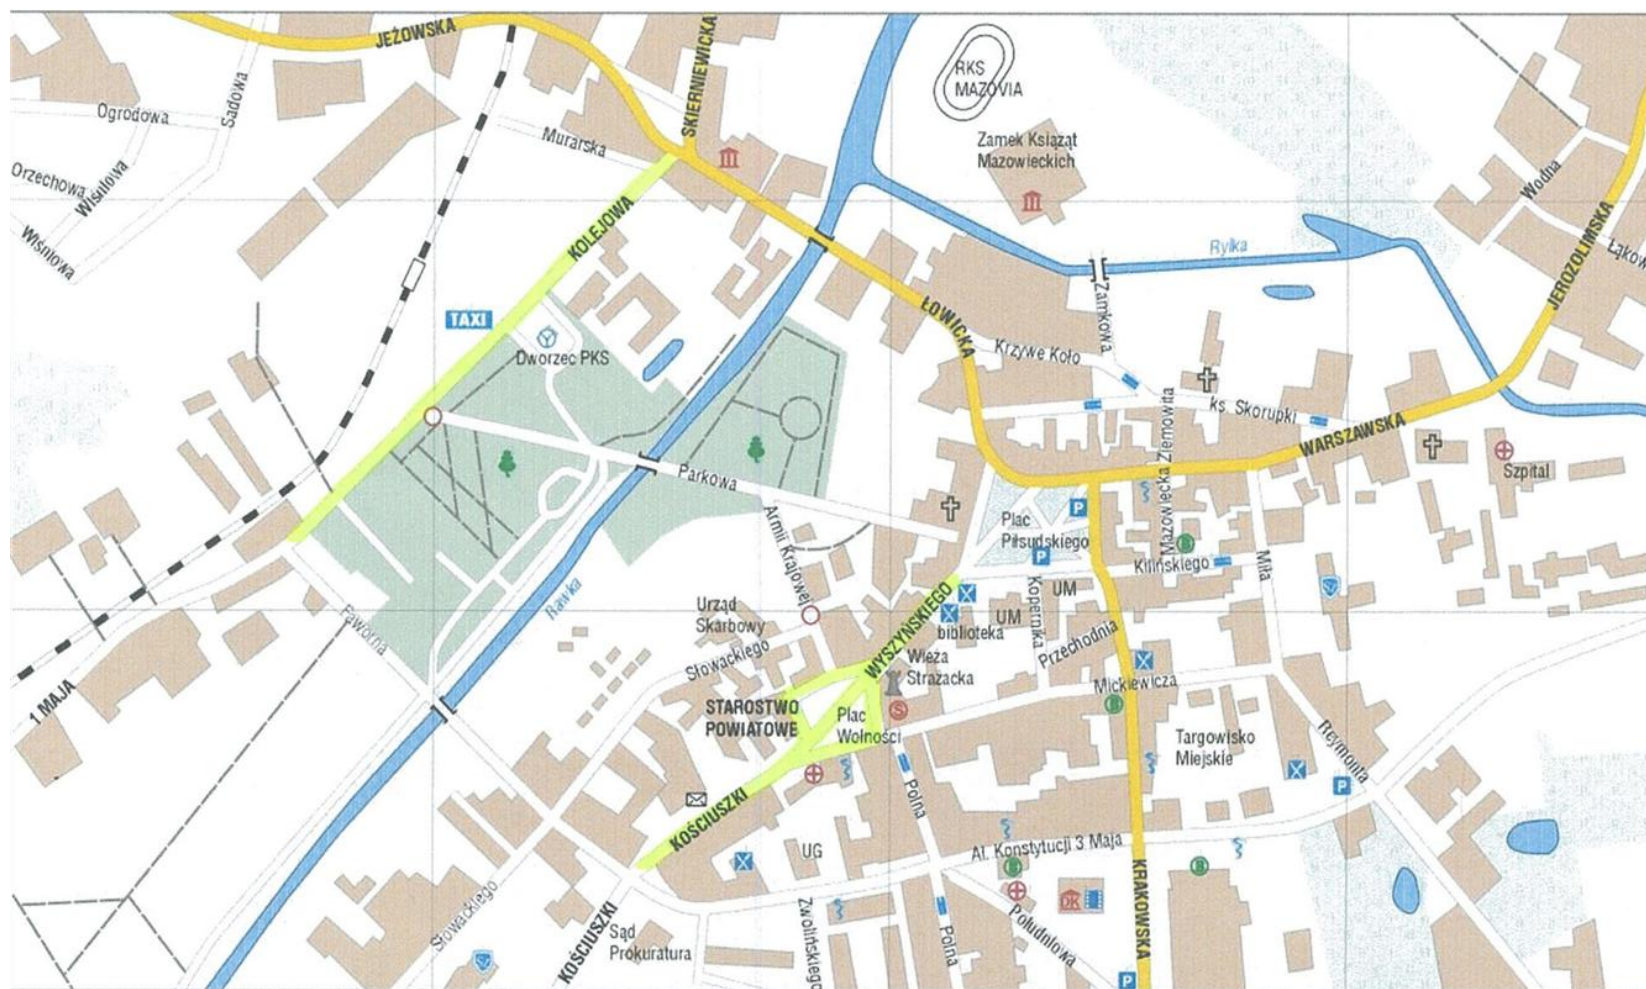 JEŻOWSKA
SKIERNIEWICKA
RKS
MAZOVIA
Sadowa
Ogrodowa
Murarska
Zamek Książąt
Mazowieckich
Orzechowa
Wiśniowa
Wodna
Wiśniowa
KOLEJOWA
Rylka
JEROZOLIMSKA
Łąkow
TAXI
ŁOWICKA
Zamkowa
Dworzec PKS
Krzywe Koło
ks. Skorupki
WARSZAWSKA
Mazowiecka Ziemowita
Szpital
Parkowa
P
Plac
Piłsudskiego
P
Armii Krajowej
Kilińskiego
B
Miła
Rawka
Faworna
Urząd
Skarbowy
WYSZYŃSKIEGO
UM
UM
Kopernika
biblioteka
Przechodnia
Wieża
Strażacka
Słowackiego
Mickiewicza
1 MAJA
STAROSTWO
POWIATOWE
S
B
Plac
Wolności
Targowisko
Miejskie
Reymonta
P
KOŚCIUSZKI
Polna
UG
Al. Konstytucji 3 Maja
B
B
KRAKOWSKA
DK
Słowackiego
KOŚCIUSZKI
Sąd
Prokuratura
Zwolińskiego
Polna
Południowa
P